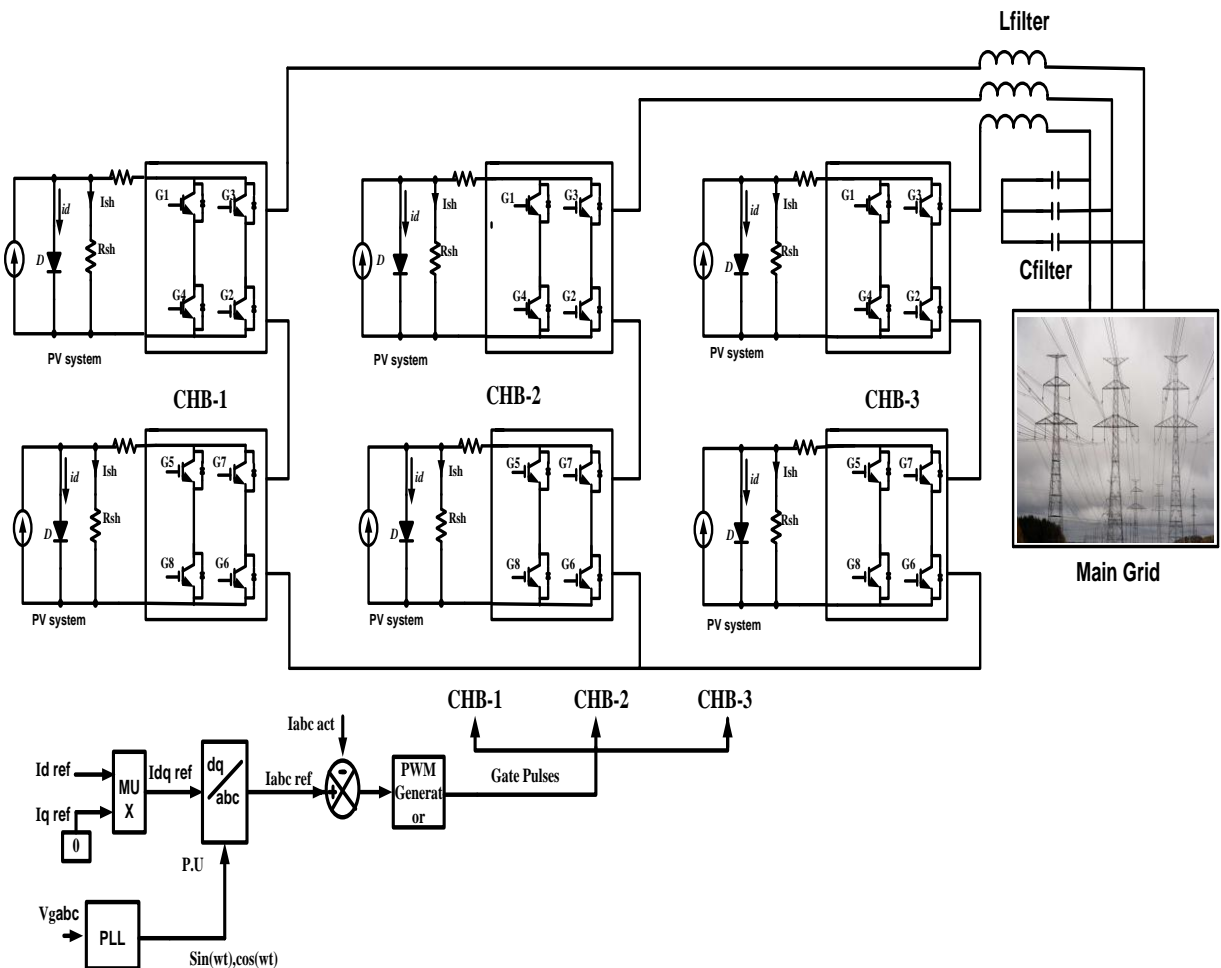 Lfilter
G1
G3
id
Ish
D
Rsh
G4
G2
PV system
G1
G3
id
Ish
D
Rsh
G4
G2
PV system
G1
G3
id
Ish
D
Rsh
G4
G2
PV system
Cfilter
CHB-1
CHB-2
CHB-3
G5
G7
id
Ish
D
Rsh
G8
G6
PV system
G5
G7
id
Ish
D
Rsh
G8
G6
PV system
G5
G7
id
Ish
D
Rsh
G8
G6
PV system
Main Grid
CHB-1
CHB-2
CHB-3
Iabc act
Id ref
Iq ref
0
MU
X
Idq ref
dq
abc
Iabc ref
-
+
PWM
Generat
or
Gate Pulses
P.U
Vgabc
PLL
Sin(wt),cos(wt)